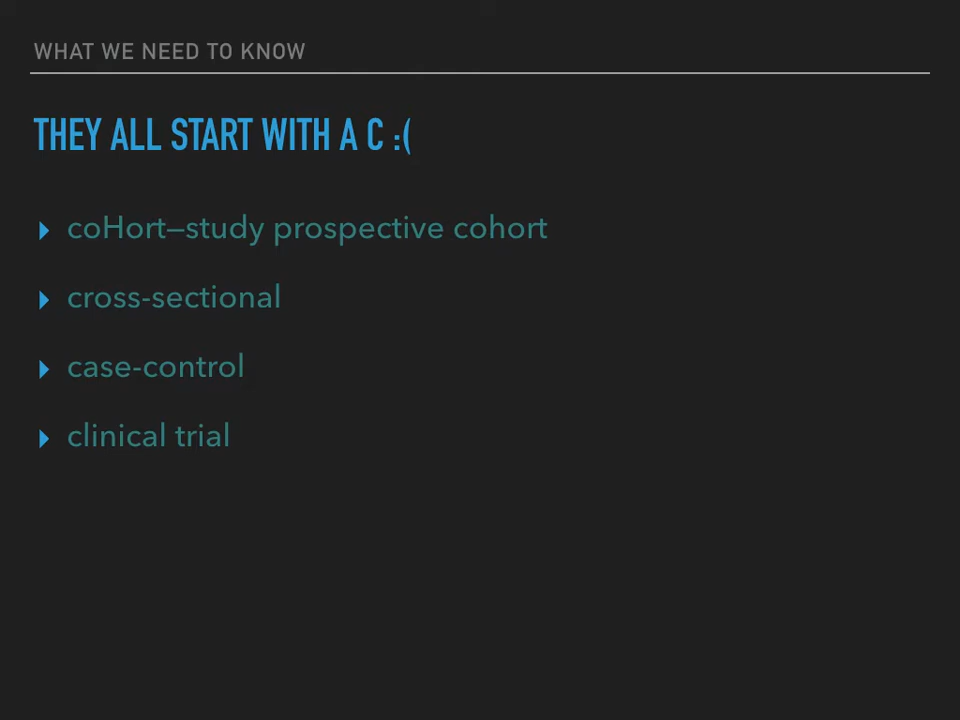 WHAT WE NEED TO KNOW
THEY ALL START WITH A C :(
coHort—study prospective cohort
cross-sectional
case-control
clinical trial